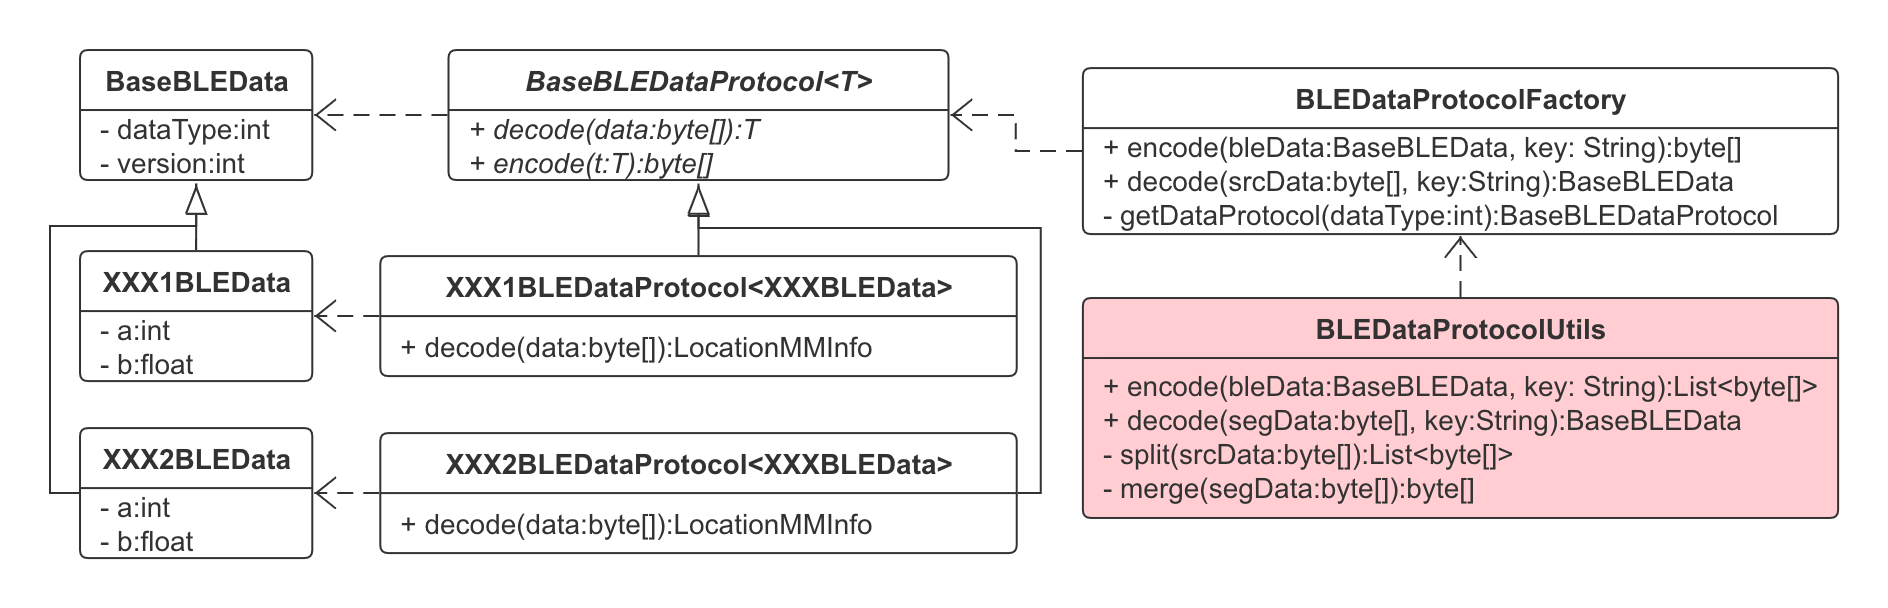 BaseBLEData
- dataType:int
- version:int
BaseBLEDataProtocol<T>
+ decode(data:byte[]):T
+ encode(t:T):byte[]
BLEDataProtocolFactory
+ encode(bleData:BaseBLEData, key: String):byte[]
+ decode(srcData:byte[], key:String):BaseBLEData
- getDataProtocol(dataType:int):BaseBLEDataProtocol
XXX1BLEData
- a:int
- b:float
XXX1BLEDataProtocol<XXXBLEData>
+ decode(data:byte[]):LocationMMInfo
BLEDataProtocolUtils
+ encode(bleData:BaseBLEData, key: String):List<byte[]>
+ decode(segData:byte[], key:String):BaseBLEData
- split(srcData:byte[]):List<byte[]>
- merge(segData:byte[]):byte[]
XXX2BLEData
- a:int
- b:float
XXX2BLEDataProtocol<XXXBLEData>
+ decode(data:byte[]):LocationMMInfo